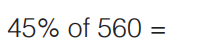 45% of 560 =